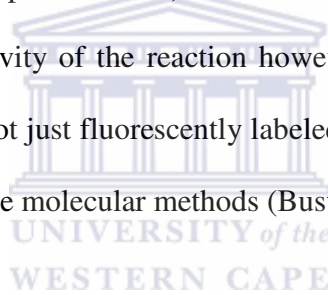 vity of the reaction howe
ot just fluorescently labeled
e molecular methods (Bus
UNIVERSITY of the
WESTERN CAPE